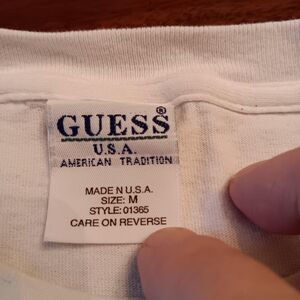 GUESS®
U.S.A.
AMERICAN TRADITION
MADE N U.S.A.
SIZE: M
STYLE: 01365
CARE ON REVERSE